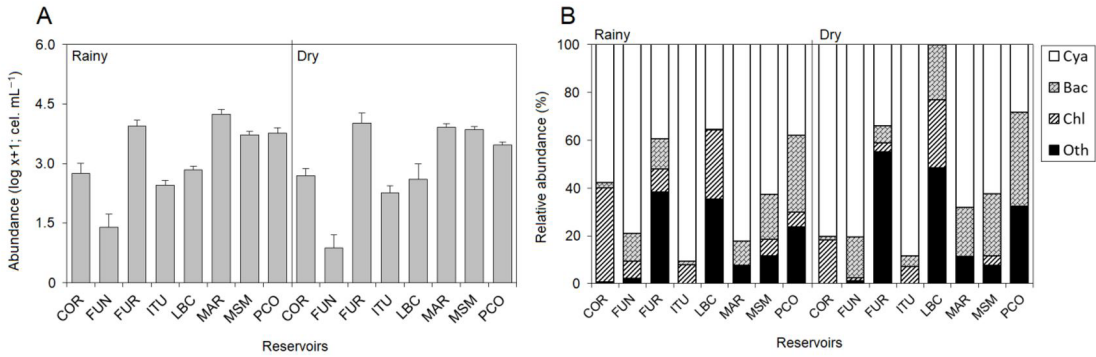 A
Abundance (log x+1; cel. mL⁻¹)
6.0
4.5
3.0
1.5
0
Rainy
Dry
COR FUN FUR ITU LBC MAR MSM PCO COR FUN FUR ITU LBC MAR MSM PCO
Reservoirs
B
Relative abundance (%)
100
80
60
40
20
0
Rainy
Dry
COR FUN FUR ITU LBC MAR MSM PCO COR FUN FUR ITU LBC MAR MSM PCO
Reservoirs
Cya
Bac
Chl
Oth